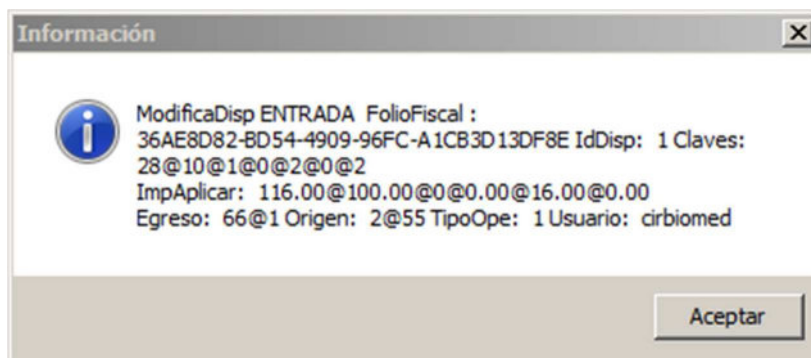 Información
ModificaDisp ENTRADA FolioFiscal :
36AE8D82-BD54-4909-96FC-A1CB3D13DF8E IdDisp: 1 Claves:
28@10@1@0@2@0@2
ImpAplicar: 116.00@100.00@0@0.00@16.00@0.00
Egreso: 66@1 Origen: 2@55 TipoOpe: 1 Usuario: cirbiomed
Aceptar